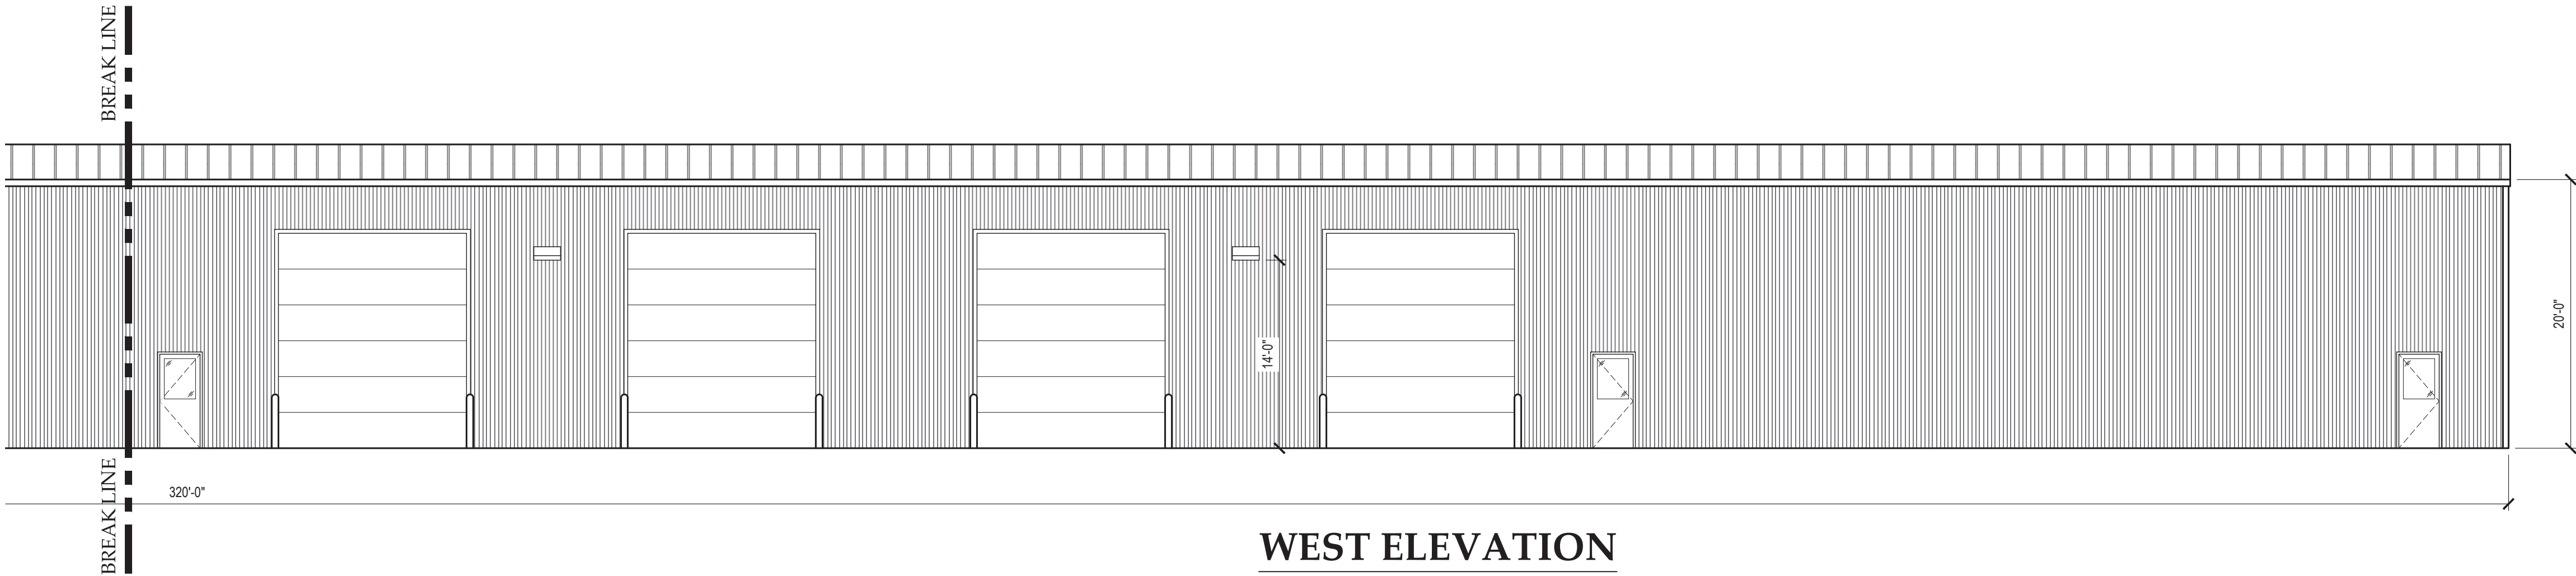 BREAK LINE
14'-0"
20'-0"
BREAK LINE
320'-0"
WEST ELEVATION